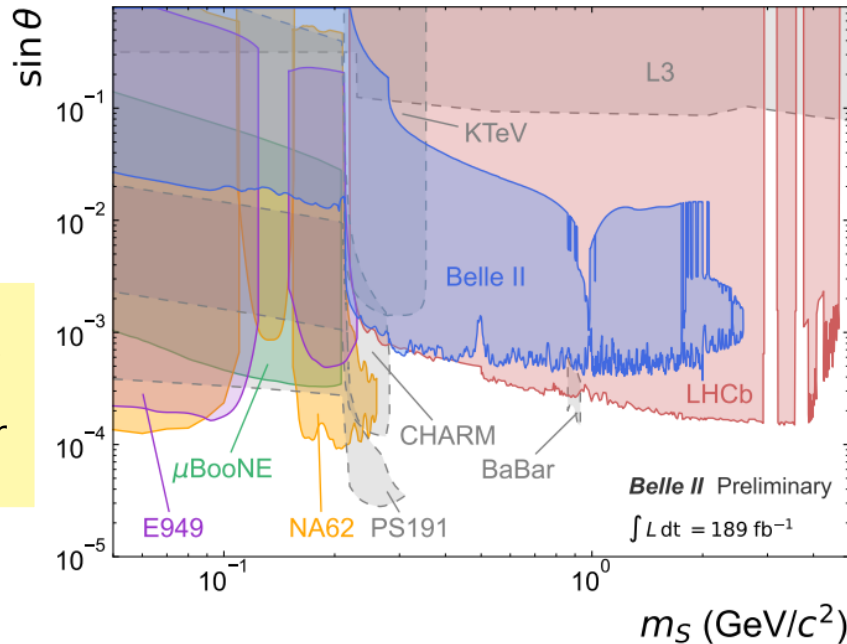 sin θ
10⁻¹
10⁻²
10⁻³
10⁻⁴
10⁻⁵
L3
KTeV
Belle II
LHCb
CHARM
BaBar
μBooNE
E949
NA62
PS191
r
Belle II Preliminary
∫ L dt = 189 fb⁻¹
10⁻¹
10⁰
m_S (GeV/c²)